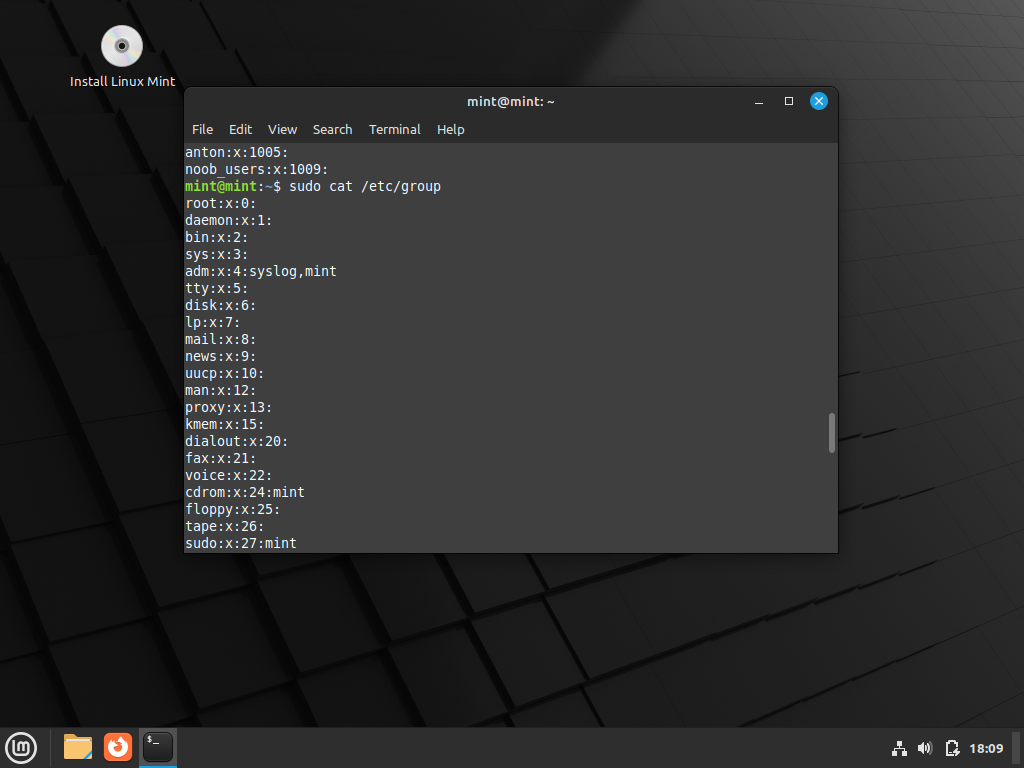 Install Linux Mint
mint@mint: ~
File Edit View Search Terminal Help
anton:x:1005:
noob_users:x:1009:
mint@mint:~$ sudo cat /etc/group
root:x:0:
daemon:x:1:
bin:x:2:
sys:x:3:
adm:x:4:syslog,mint
tty:x:5:
disk:x:6:
lp:x:7:
mail:x:8:
news:x:9:
uucp:x:10:
man:x:12:
proxy:x:13:
kmem:x:15:
dialout:x:20:
fax:x:21:
voice:x:22:
cdrom:x:24:mint
floppy:x:25:
tape:x:26:
sudo:x:27:mint
$_
18:09